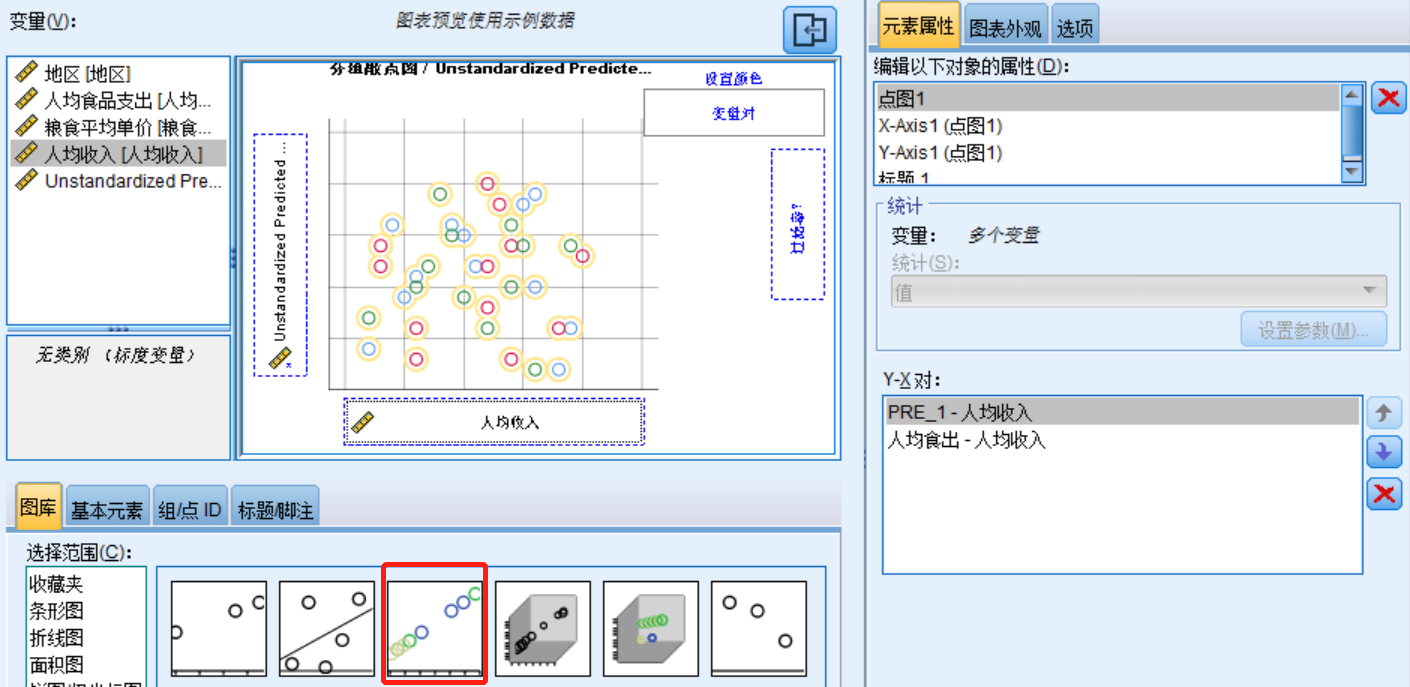 变量(V):
图表预览使用示例数据
地区 [地区]
人均食品支出 [人均...
粮食平均单价 [粮食...
人均收入 [人均收入]
Unstandardized Pre...
无类别 （标度变量）
分组散点图 / Unstandardized Predicte...
设置颜色
变量对
Unstandardized Predicted ...
过滤器?
人均收入
图库
基本元素
组/点 ID
标题/脚注
选择范围(C):
收藏夹
条形图
折线图
面积图
元素属性
图表外观
选项
编辑以下对象的属性(D):
点图1
X-Axis1 (点图1)
Y-Axis1 (点图1)
标题 1
统计
变量: 多个变量
统计(S):
值
设置参数(M)...
Y-X 对:
PRE_1 - 人均收入
人均食出 - 人均收入